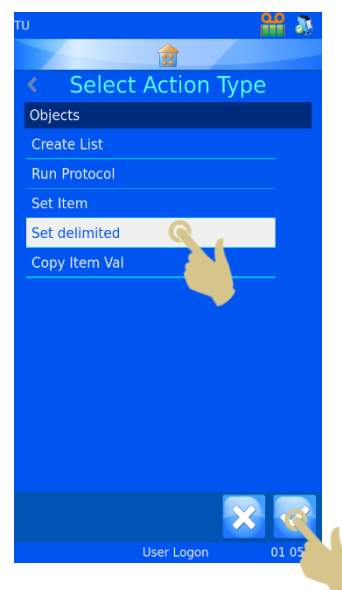 TU
Select Action Type
Objects
Create List
Run Protocol
Set Item
Set delimited
Copy Item Val
User Logon 01 05